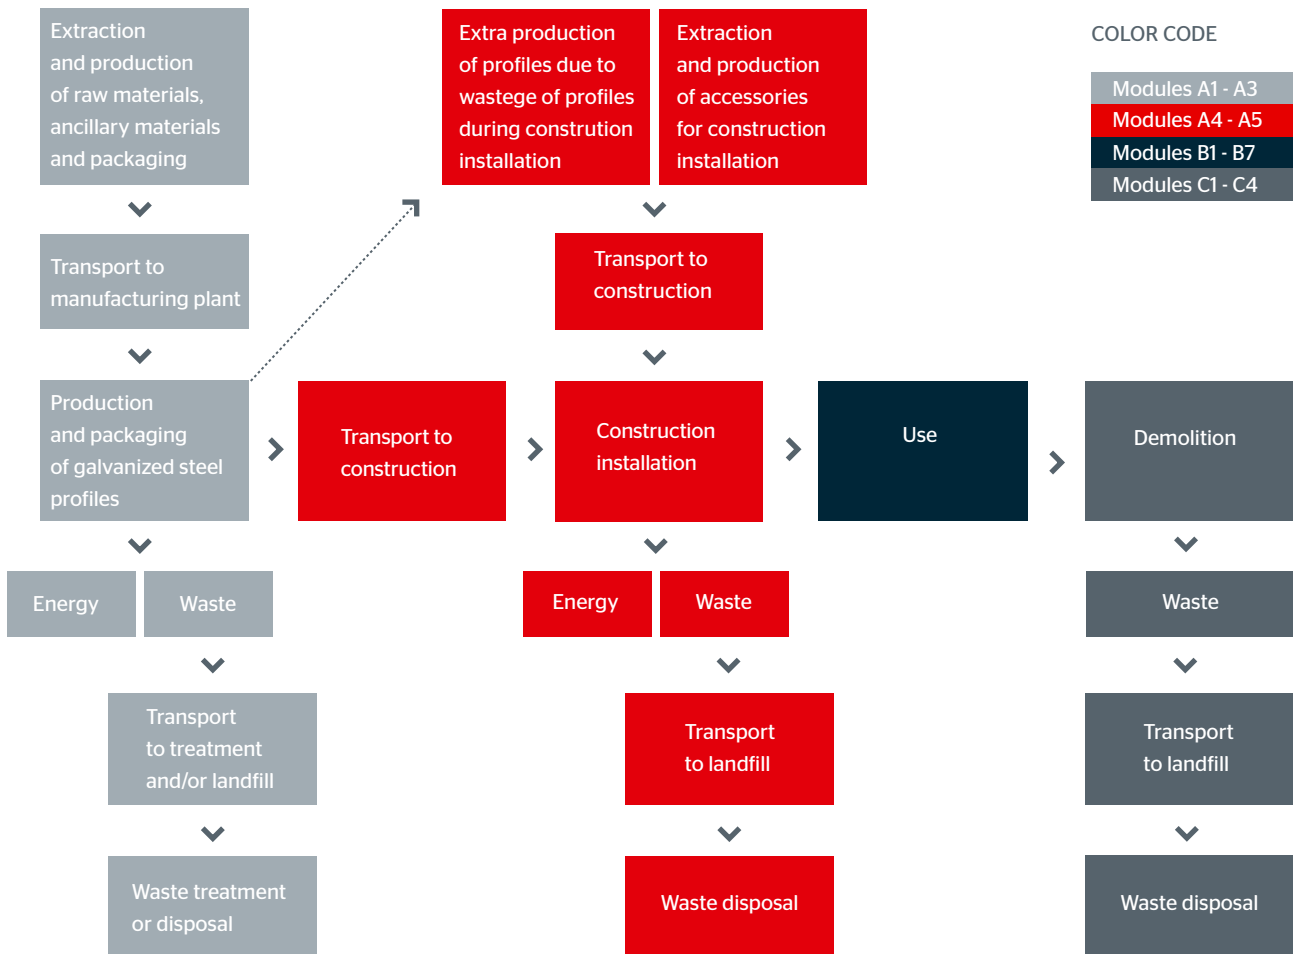 Extraction
and production
of raw materials,
ancillary materials
and packaging
Extra production
of profiles due to
wastege of profiles
during constrution
installation
Extraction
and production
of accessories
for construction
installation
COLOR CODE
Modules A1 - A3
Modules A4 - A5
Modules B1 - B7
Modules C1 - C4
Transport to
manufacturing plant
Transport to
construction
Production
and packaging
of galvanized steel
profiles
Transport to
construction
Construction
installation
Use
Demolition
Energy
Waste
Energy
Waste
Waste
Transport
to treatment
and/or landfill
Transport
to landfill
Transport
to landfill
Waste treatment
or disposal
Waste disposal
Waste disposal